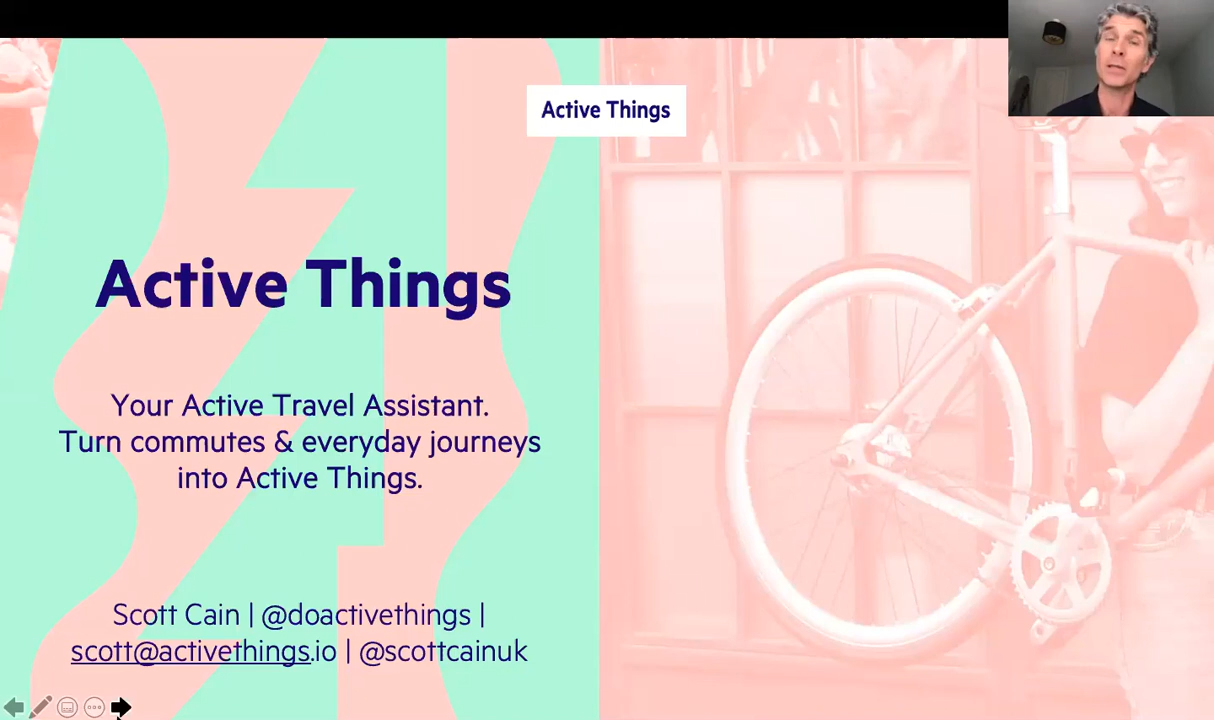 Active Things
Active Things
Your Active Travel Assistant.
Turn commutes & everyday journeys
into Active Things.
Scott Cain | @doactivethings |
scott@activethings.io | @scottcainuk